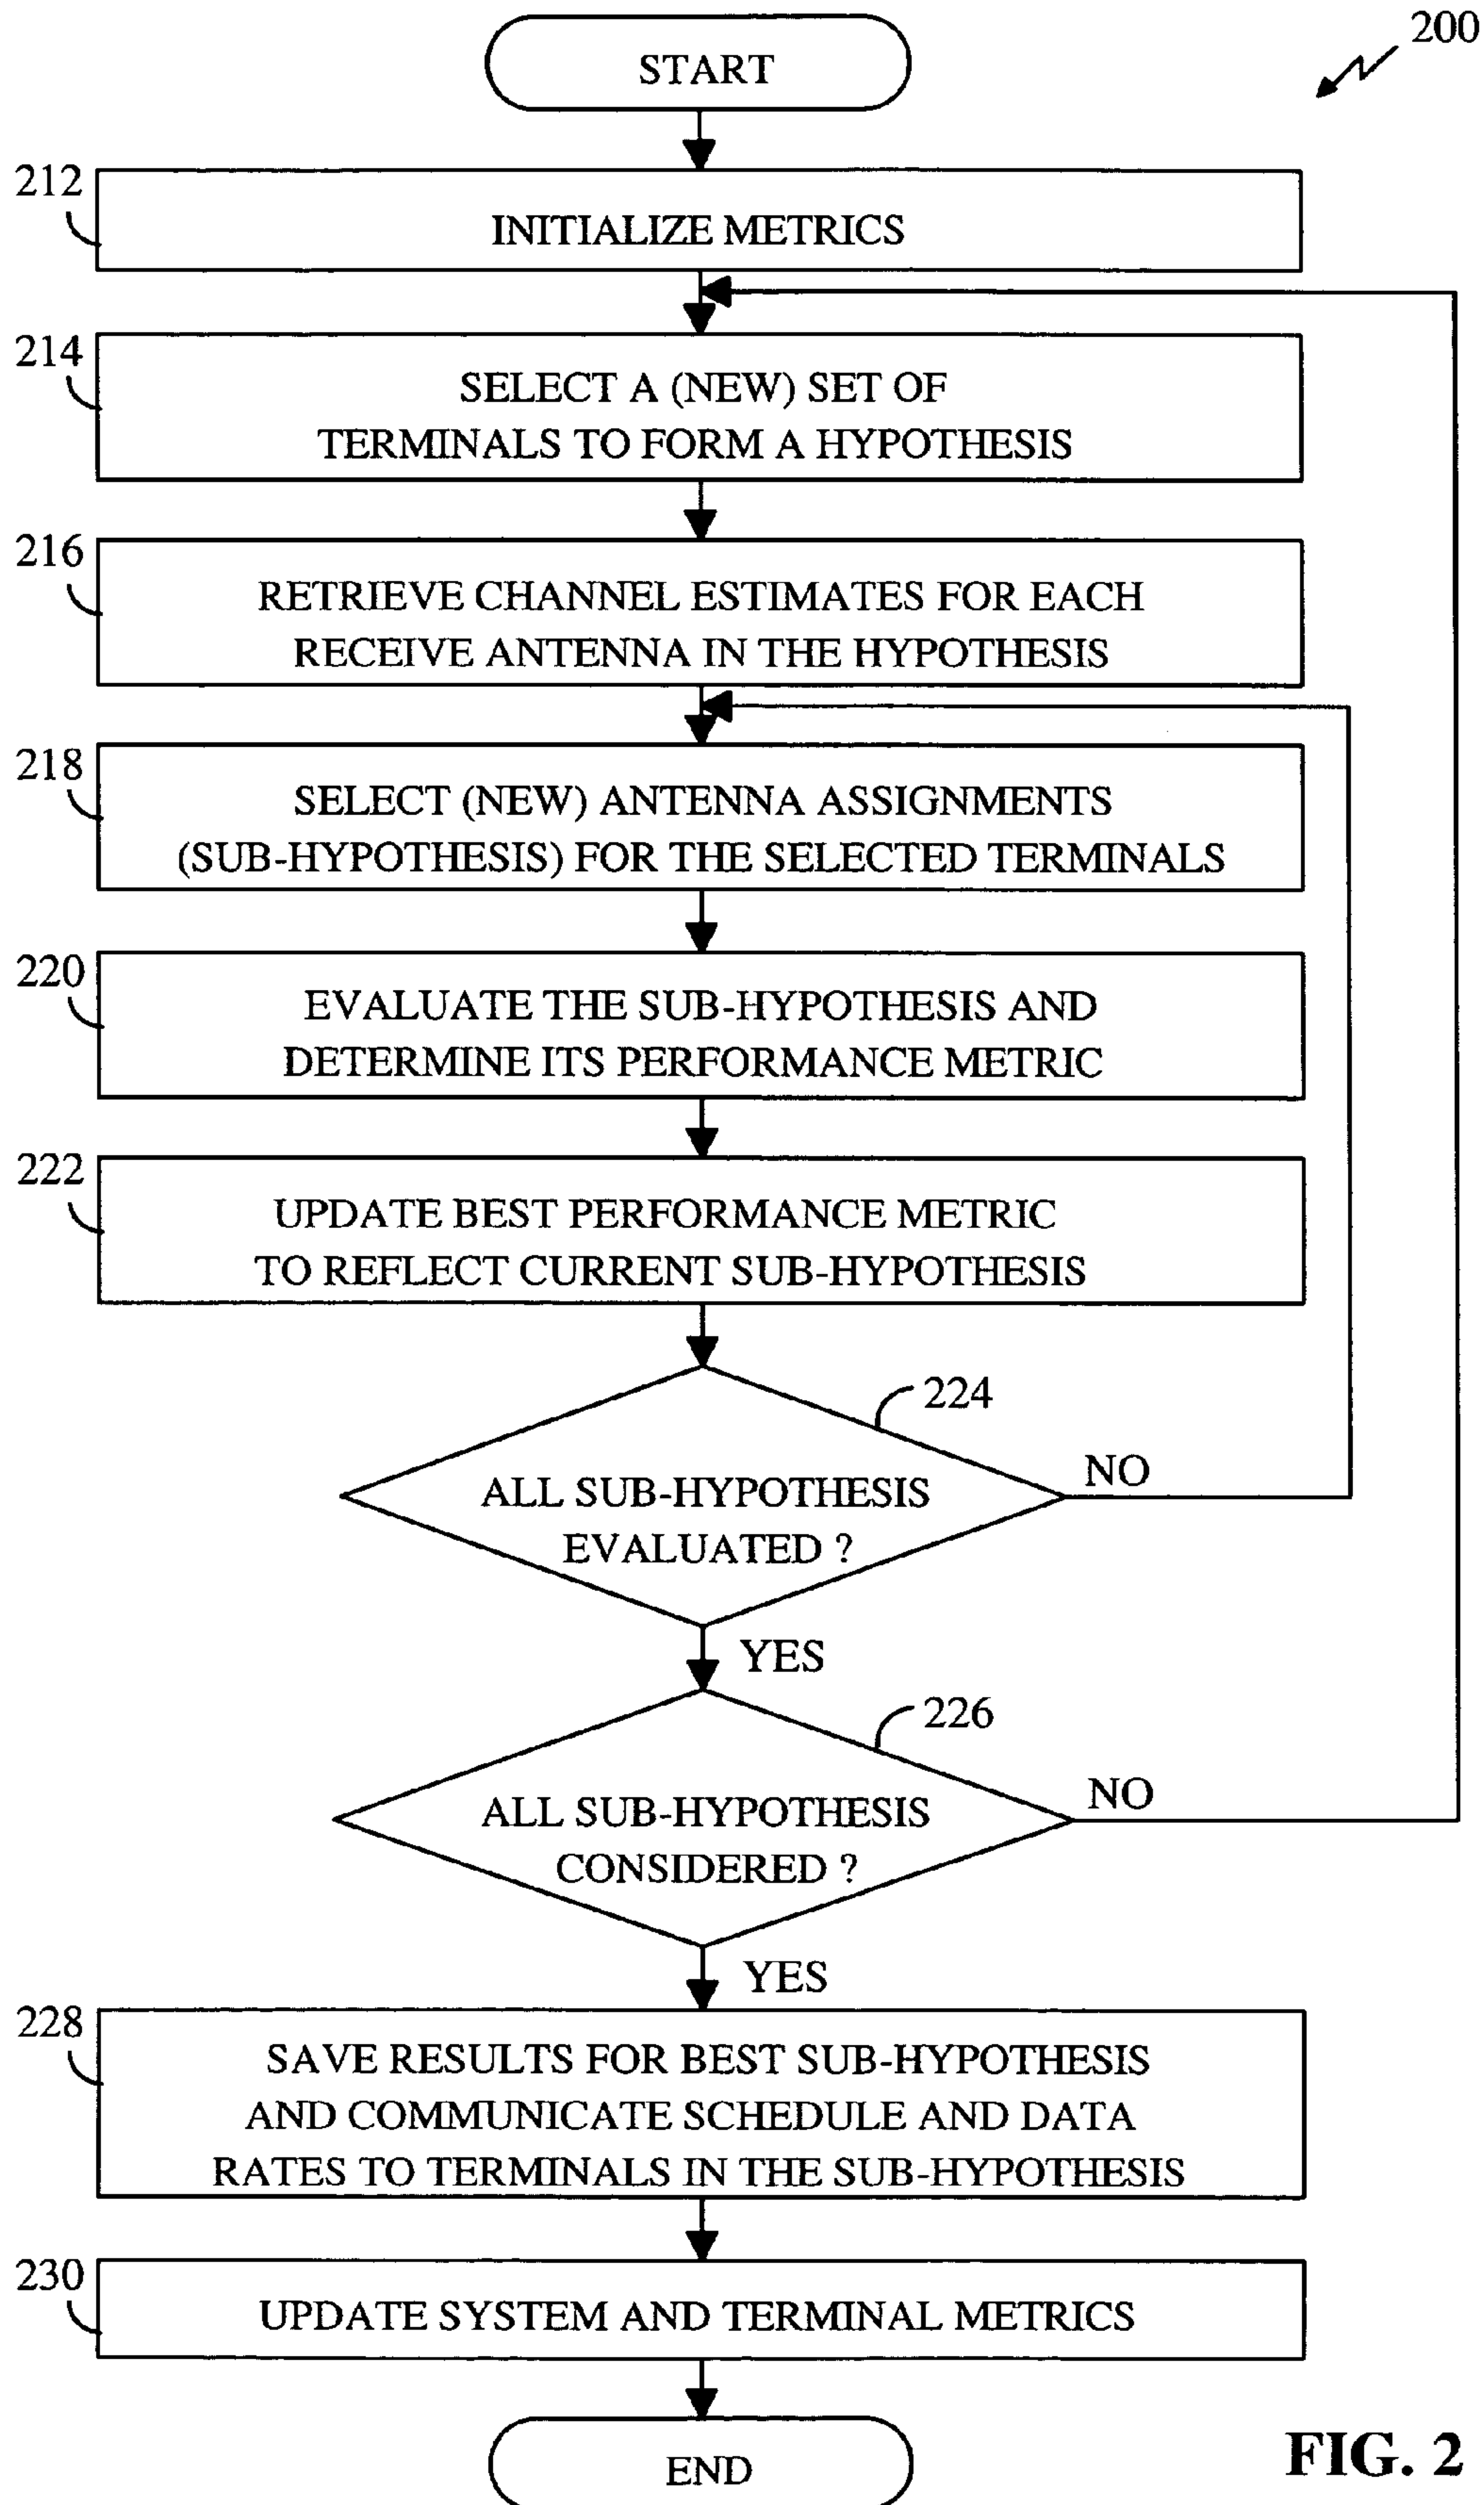 200
START
212
INITIALIZE METRICS
214
SELECT A (NEW) SET OF
TERMINALS TO FORM A HYPOTHESIS
216
RETRIEVE CHANNEL ESTIMATES FOR EACH
RECEIVE ANTENNA IN THE HYPOTHESIS
218
SELECT (NEW) ANTENNA ASSIGNMENTS
(SUB-HYPOTHESIS) FOR THE SELECTED TERMINALS
220
EVALUATE THE SUB-HYPOTHESIS AND
DETERMINE ITS PERFORMANCE METRIC
222
UPDATE BEST PERFORMANCE METRIC
TO REFLECT CURRENT SUB-HYPOTHESIS
224
ALL SUB-HYPOTHESIS
EVALUATED ?
NO
YES
226
ALL SUB-HYPOTHESIS
CONSIDERED ?
NO
YES
228
SAVE RESULTS FOR BEST SUB-HYPOTHESIS
AND COMMUNICATE SCHEDULE AND DATA
RATES TO TERMINALS IN THE SUB-HYPOTHESIS
230
UPDATE SYSTEM AND TERMINAL METRICS
END
FIG. 2